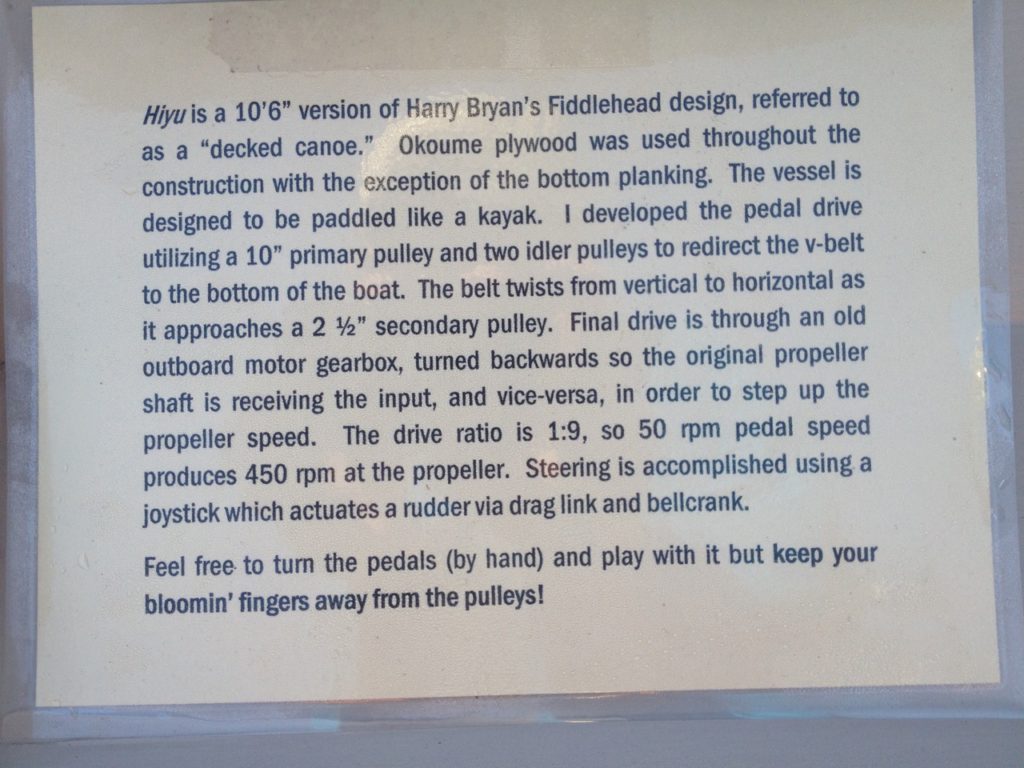 Hiyu is a 10’6” version of Harry Bryan’s Fiddlehead design, referred to
as a “decked canoe.” Okoume plywood was used throughout the
construction with the exception of the bottom planking. The vessel is
designed to be paddled like a kayak. I developed the pedal drive
utilizing a 10” primary pulley and two idler pulleys to redirect the v-belt
to the bottom of the boat. The belt twists from vertical to horizontal as
it approaches a 2 ½” secondary pulley. Final drive is through an old
outboard motor gearbox, turned backwards so the original propeller
shaft is receiving the input, and vice-versa, in order to step up the
propeller speed. The drive ratio is 1:9, so 50 rpm pedal speed
produces 450 rpm at the propeller. Steering is accomplished using a
joystick which actuates a rudder via drag link and bellcrank.
Feel free to turn the pedals (by hand) and play with it but keep your
bloomin’ fingers away from the pulleys!